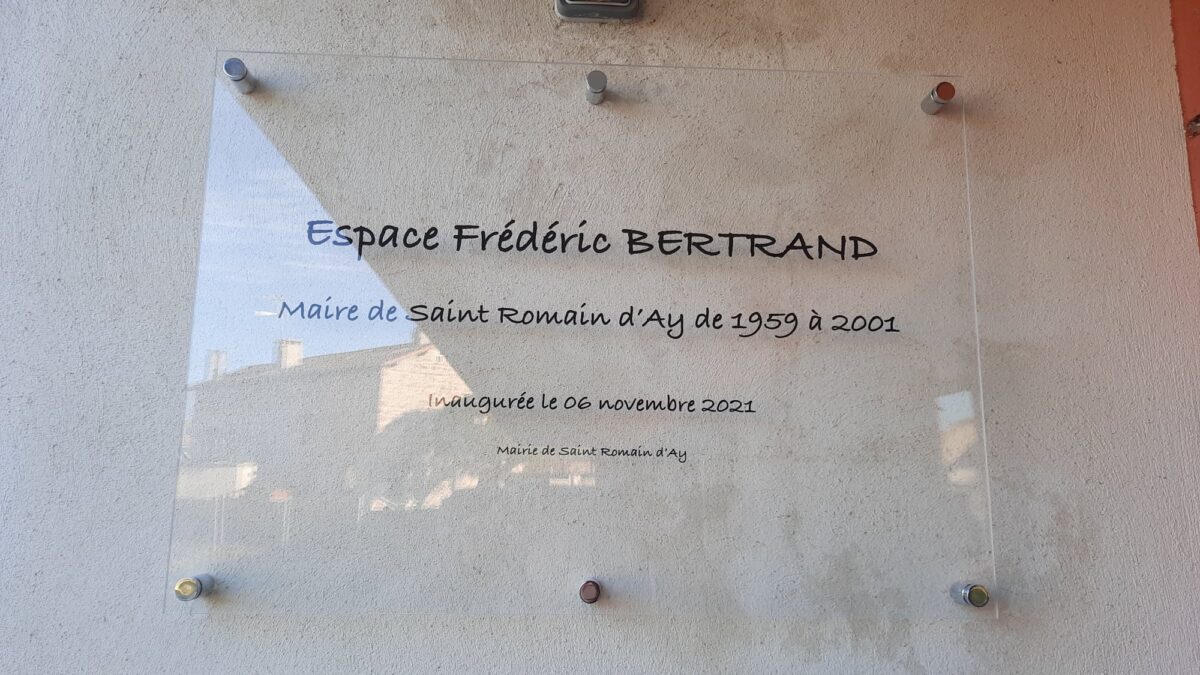 Espace Frédéric BERTRAND
Maire de Saint Romain d'Ay de 1959 à 2001
Inaugurée le 06 novembre 2021
Mairie de Saint Romain d'Ay